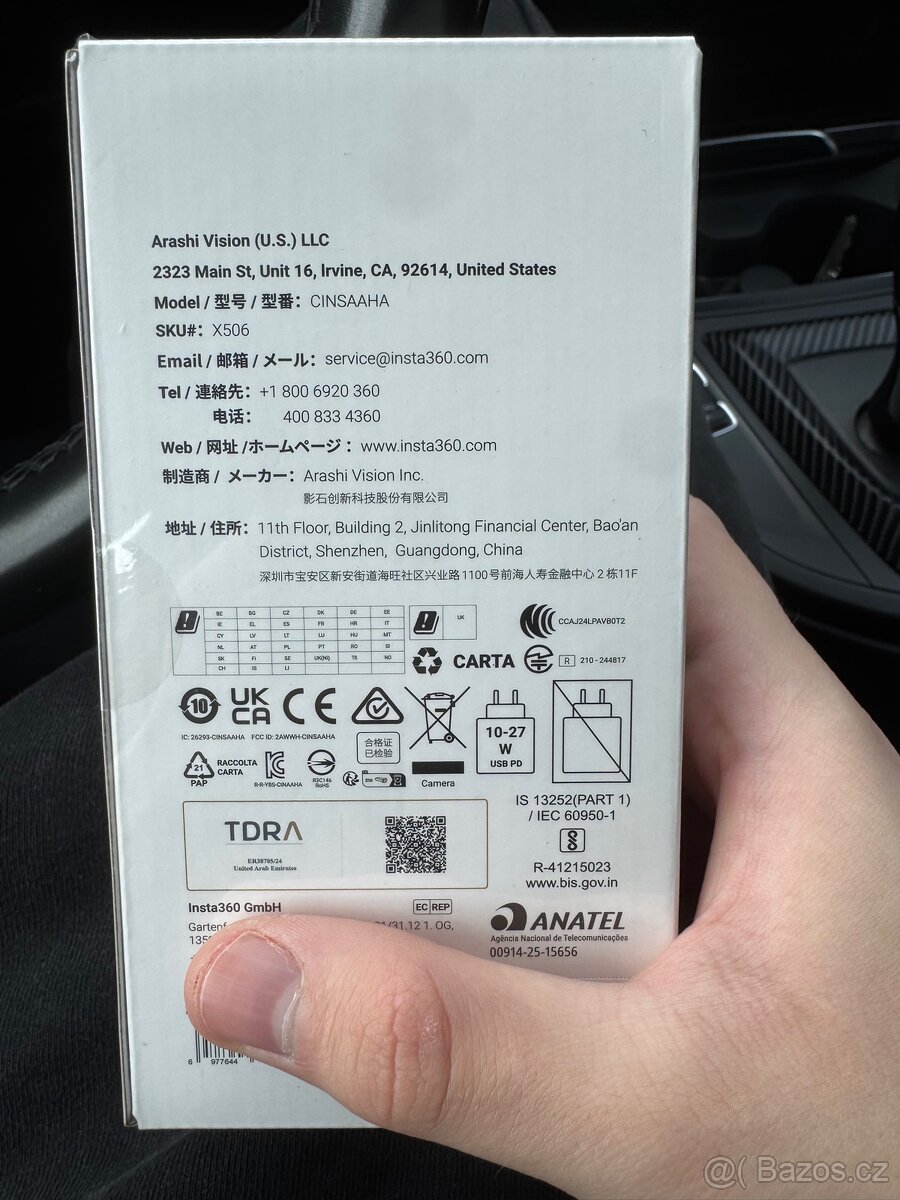 Arashi Vision (U.S.) LLC
2323 Main St, Unit 16, Irvine, CA, 92614, United States
Model / 型号 / 型番： CINSAAHA
SKU#： X506
Email / 邮箱 / メール： service@insta360.com
Tel / 連絡先： +1 800 6920 360
电话： 400 833 4360
Web / 网址 /ホームページ： www.insta360.com
制造商 / メーカー： Arashi Vision Inc.
影石创新科技股份有限公司
地址 / 住所： 11th Floor, Building 2, Jinlitong Financial Center, Bao'an
District, Shenzhen, Guangdong, China
深圳市宝安区新安街道海旺社区兴业路1100号前海人寿金融中心2栋11F
BE BG CZ DK DE EE
IE EL ES FR HR IT
CY LV LT LU HU MT
NL AT PL PT RO SI
SK FI SE UK(NI) TR NO
CH IS LI
UK
CCAJ24LPAVB0T2
CARTA
R 210 - 244817
10
UK
CA
CE
IC: 26293-CINSAAHA FCC ID: 2AWWH-CINSAAHA
合格证
已检验
10-27
W
USB PD
21
PAP
RACCOLTA
CARTA
R-R-YBS-CINAAHA
R2C146
RoHS
Camera
IS 13252(PART 1)
/ IEC 60950-1
R-41215023
www.bis.gov.in
TDRA
ER38705/24
United Arab Emirates
Insta360 GmbH
EC REP
31.12 1. OG,
ANATEL
Agência Nacional de Telecomunicações
00914-25-15656
6 977644
@( Bazos.cz